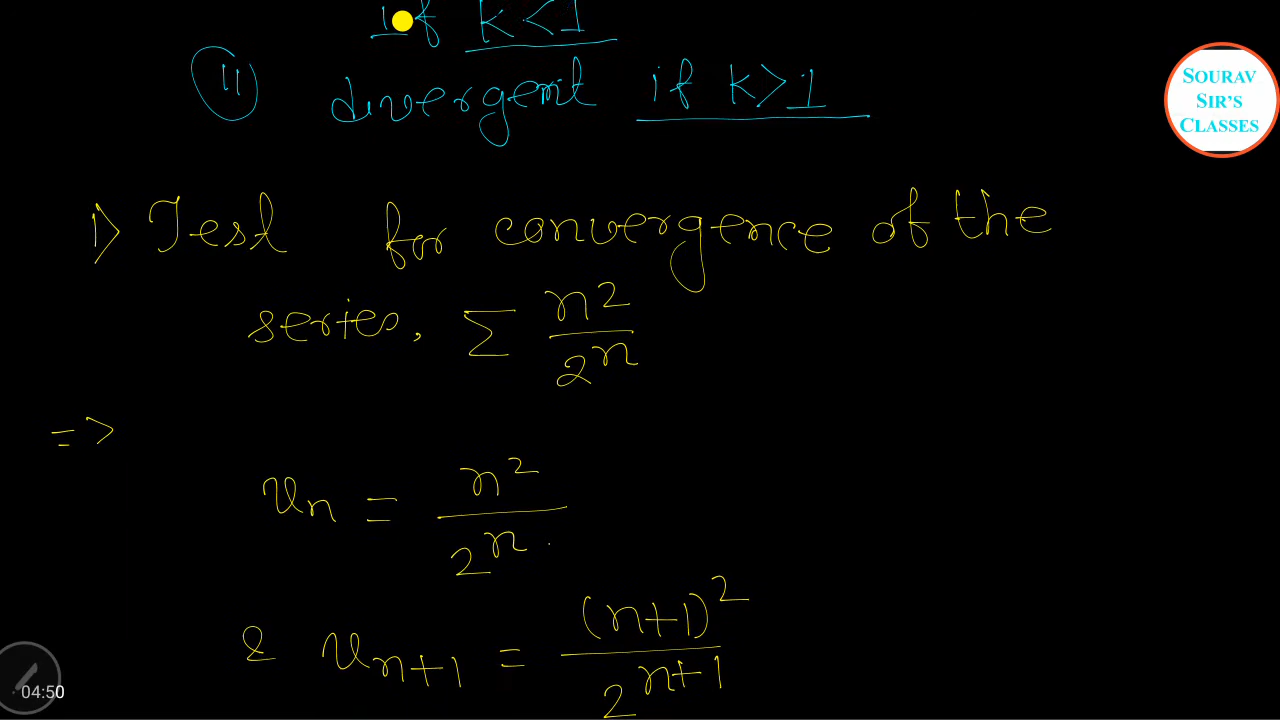 if k < 1
(11) divergent if k > 1
SOURAV
SIR'S
CLASSES
1) Test for convergence of the
series, Σ n²/2ⁿ
=>
uₙ = n²/2ⁿ .
& uₙ₊₁ = (n+1)²/2ⁿ⁺¹
04:50